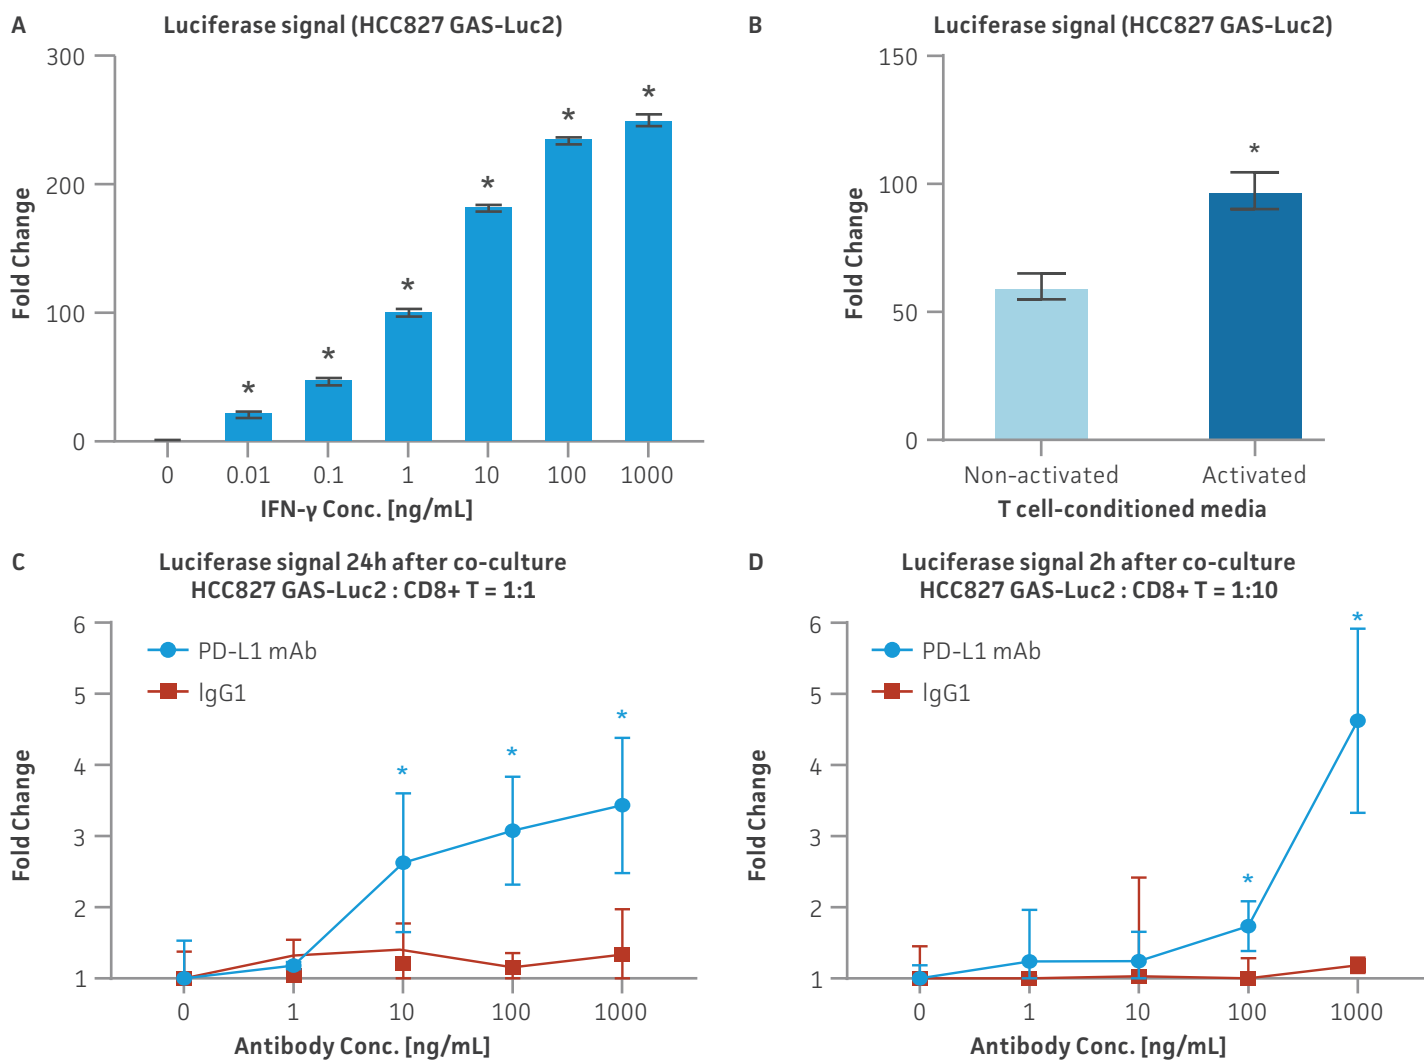 A
Luciferase signal (HCC827 GAS-Luc2)
300
200
100
0
Fold Change
*
*
*
*
*
*
0 0.01 0.1 1 10 100 1000
IFN-γ Conc. [ng/mL]
B
Luciferase signal (HCC827 GAS-Luc2)
150
100
50
0
Fold Change
*
Non-activated Activated
T cell-conditioned media
C
Luciferase signal 24h after co-culture
HCC827 GAS-Luc2 : CD8+ T = 1:1
6
5
4
3
2
1
Fold Change
PD-L1 mAb
IgG1
*
*
*
0 1 10 100 1000
Antibody Conc. [ng/mL]
D
Luciferase signal 2h after co-culture
HCC827 GAS-Luc2 : CD8+ T = 1:10
6
5
4
3
2
1
Fold Change
PD-L1 mAb
IgG1
*
*
0 1 10 100 1000
Antibody Conc. [ng/mL]